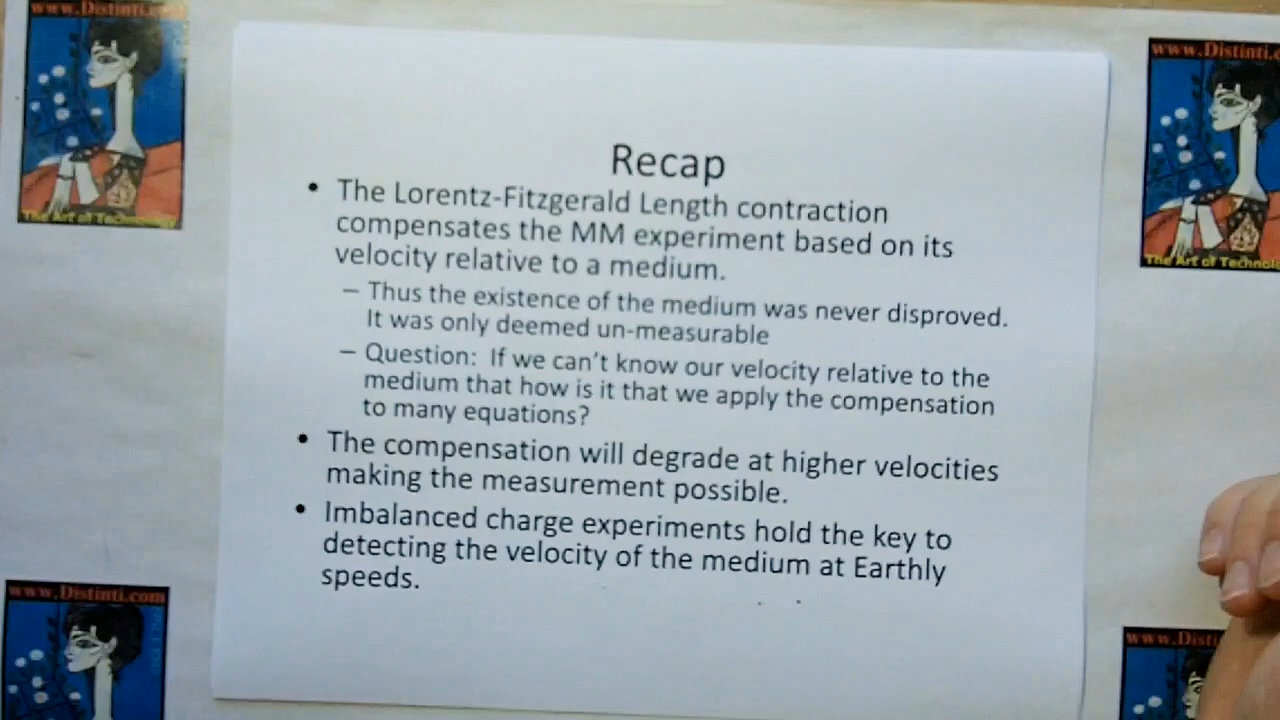 www.Distinti.com
The Art of Technology
www.Distinti.c
The Art of Technol
Recap
• The Lorentz-Fitzgerald Length contraction
compensates the MM experiment based on its
velocity relative to a medium.
– Thus the existence of the medium was never disproved.
It was only deemed un-measurable
– Question: If we can't know our velocity relative to the
medium that how is it that we apply the compensation
to many equations?
• The compensation will degrade at higher velocities
making the measurement possible.
• Imbalanced charge experiments hold the key to
detecting the velocity of the medium at Earthly
speeds.
www.Distinti.com
www.Disti